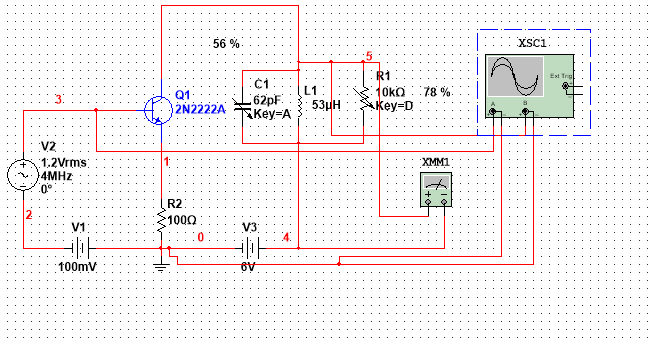 56 %
XSC1
Ext Trig
A
B
5
C1
62pF
Key=A
L1
53µH
R1
10kΩ
Key=D
78 %
3
Q1
2N2222A
V2
1.2Vrms
4MHz
0°
1
XMM1
2
R2
100Ω
V1
100mV
0
V3
6V
4